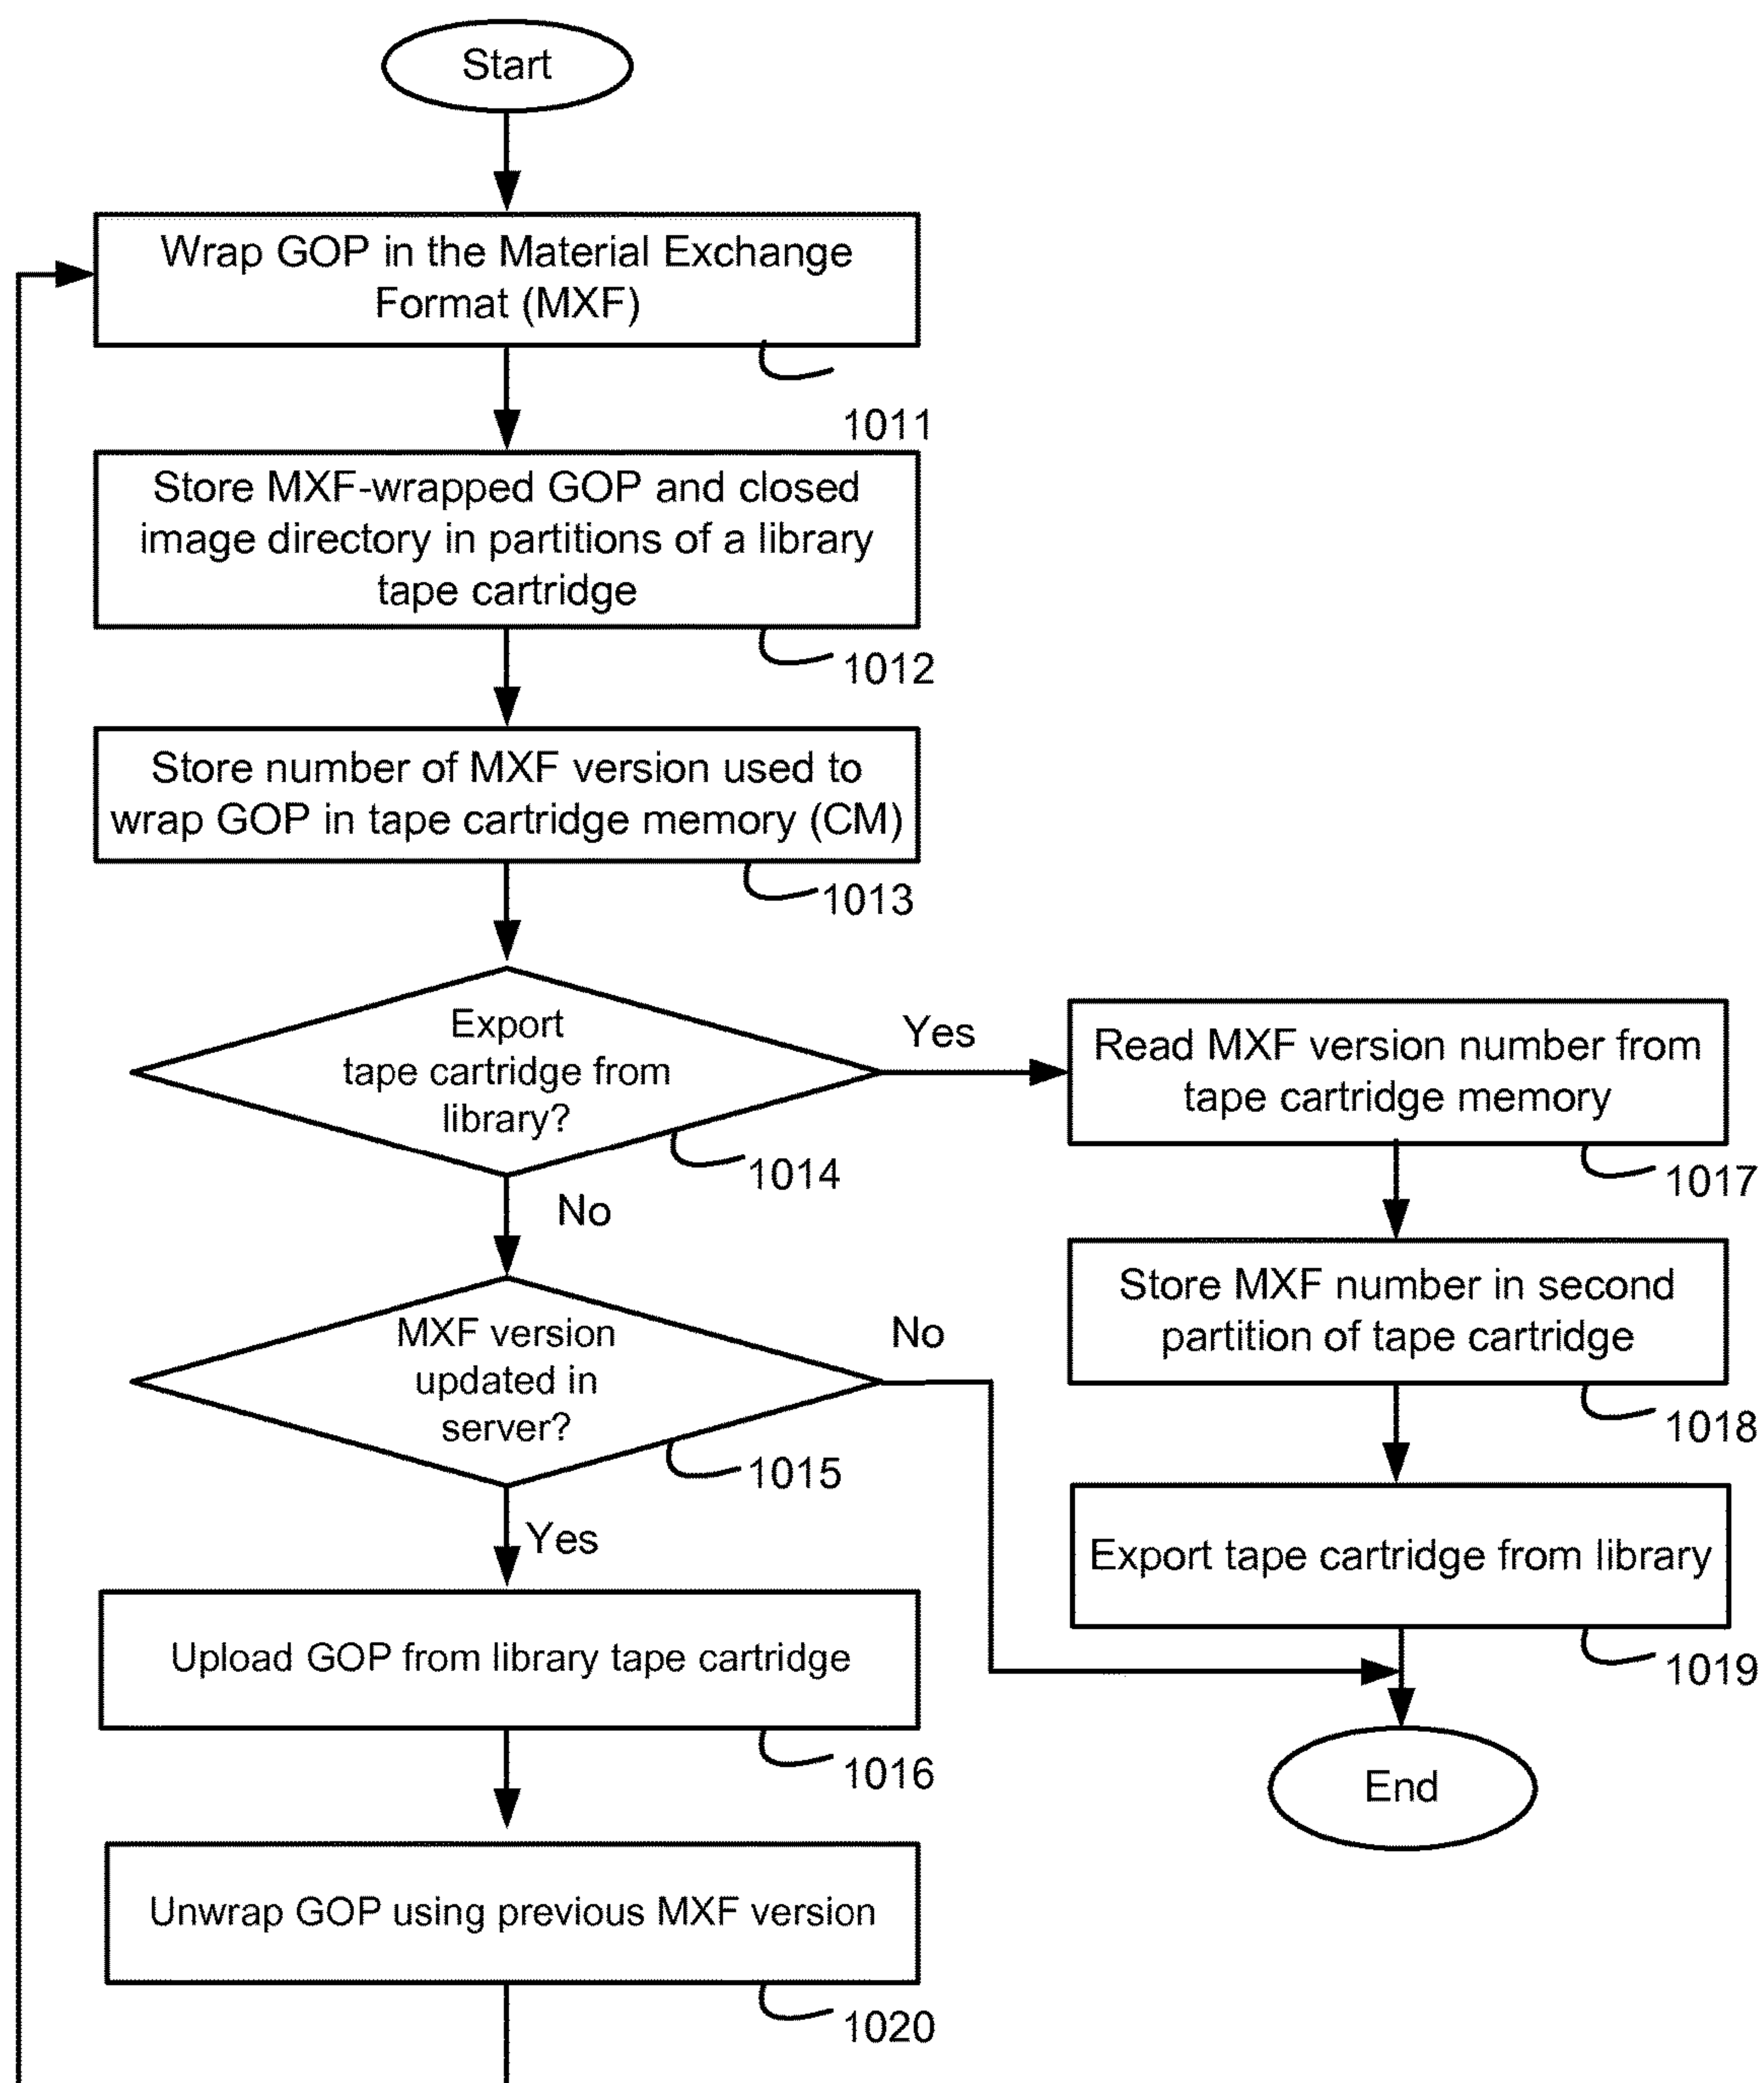 Start
Wrap GOP in the Material Exchange
Format (MXF)
1011
Store MXF-wrapped GOP and closed
image directory in partitions of a library
tape cartridge
1012
Store number of MXF version used to
wrap GOP in tape cartridge memory (CM)
1013
Export
tape cartridge from
library?
1014
Yes
No
Read MXF version number from
tape cartridge memory
1017
Store MXF number in second
partition of tape cartridge
1018
Export tape cartridge from library
1019
MXF version
updated in
server?
1015
No
Yes
Upload GOP from library tape cartridge
1016
Unwrap GOP using previous MXF version
1020
End